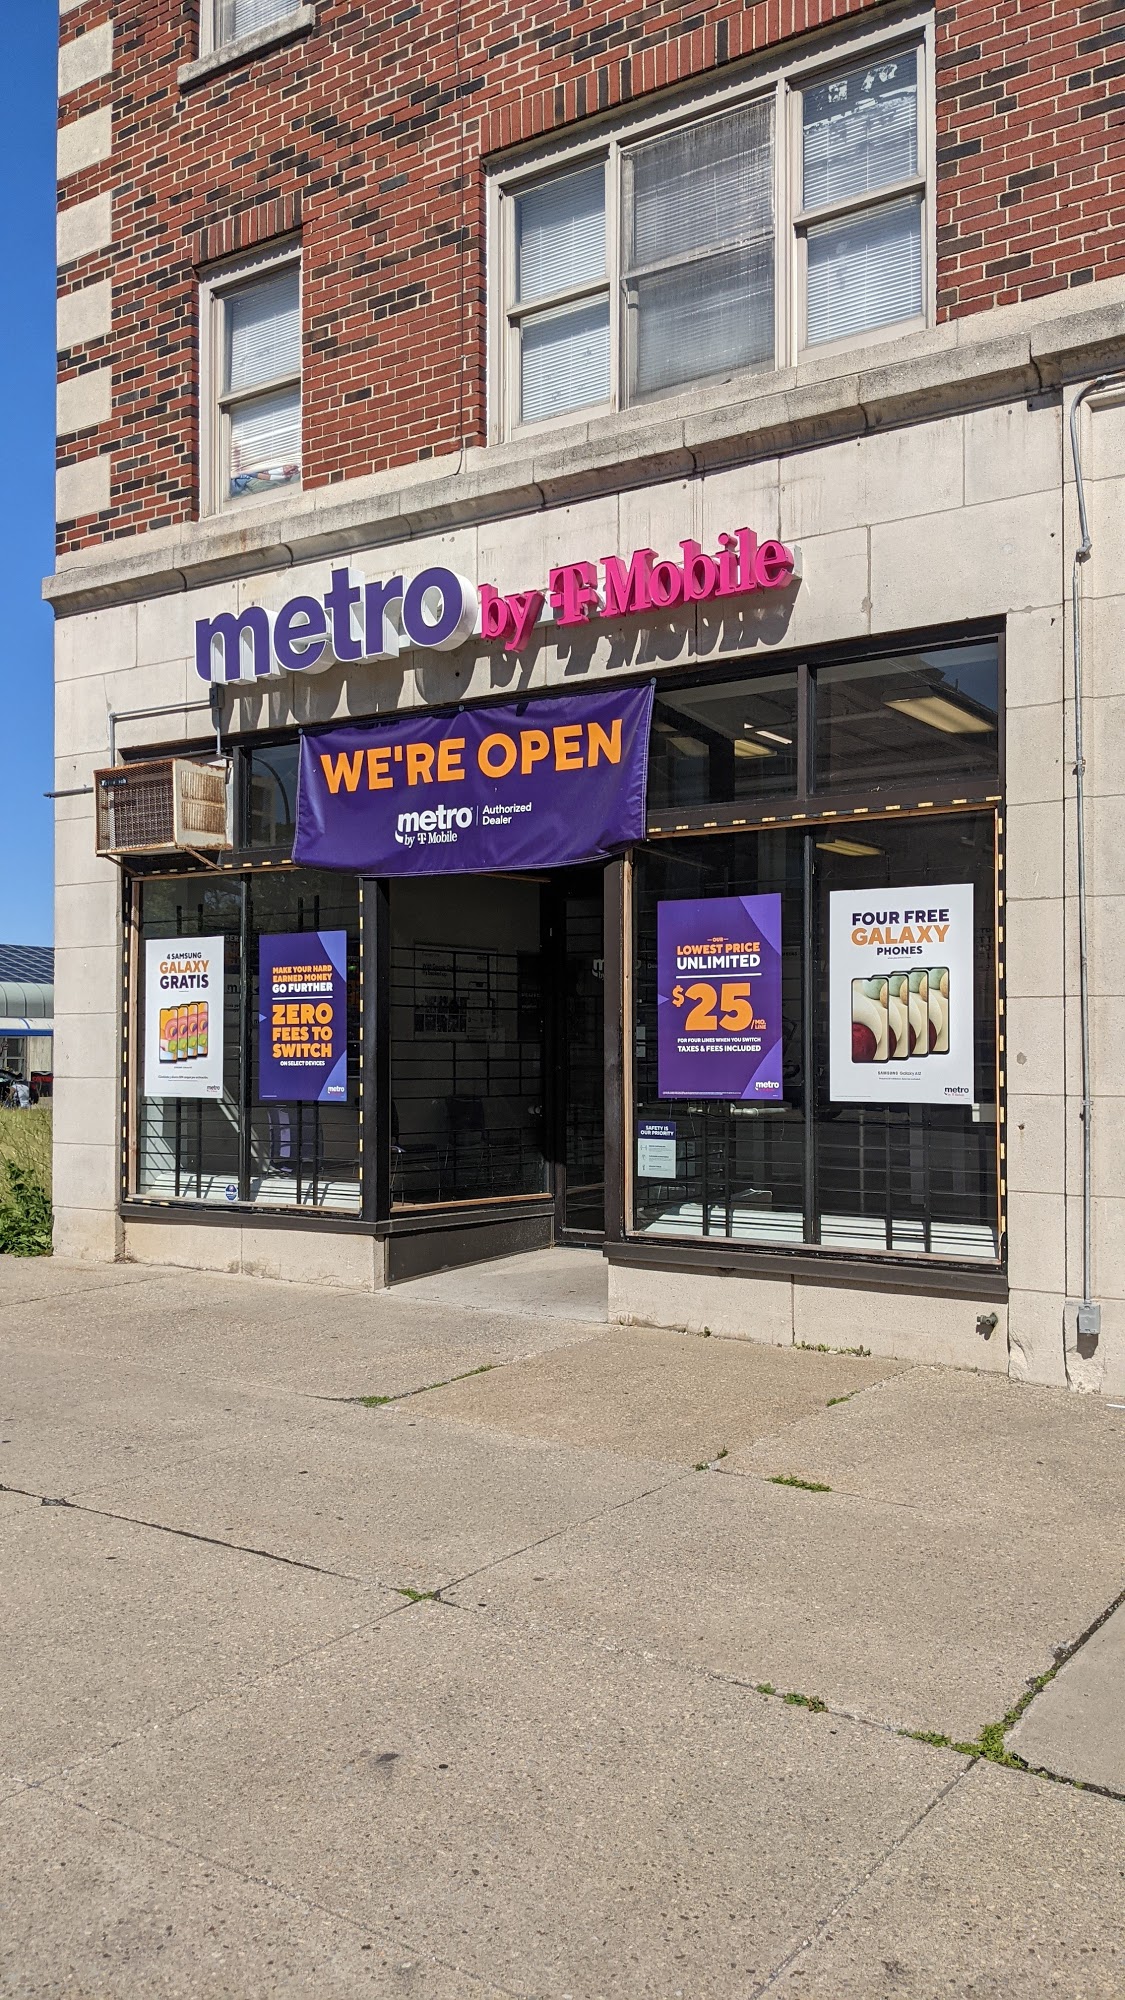 metro by T Mobile
WE'RE OPEN
metro
by T Mobile
Authorized
Dealer
4 SAMSUNG
GALAXY
GRATIS
metro
MAKE YOUR HARD
EARNED MONEY
GO FURTHER
ZERO
FEES TO
SWITCH
ON SELECT DEVICES
metro
OUR
LOWEST PRICE
UNLIMITED
$25
/MO.
LINE
FOR FOUR LINES WHEN YOU SWITCH
TAXES & FEES INCLUDED
metro
FOUR FREE
GALAXY
PHONES
SAMSUNG Galaxy A12
metro
SAFETY IS
OUR PRIORITY